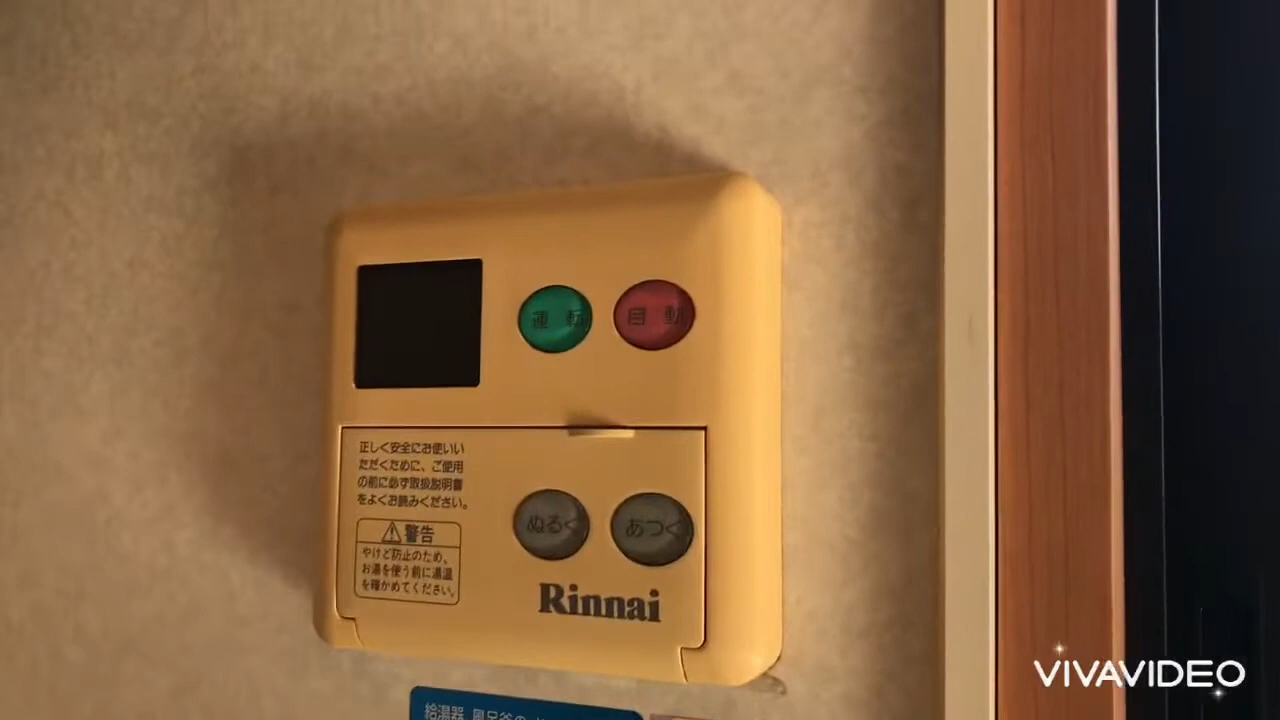 運転
自動
正しく安全にお使いい
ただくために、ご使用
の前に必ず取扱説明書
をよくお読みください。
警告
やけど防止のため、
お湯を使う前に湯温
を確かめてください。
ぬるく
あつく
Rinnai
給湯器
VIVAVIDEO